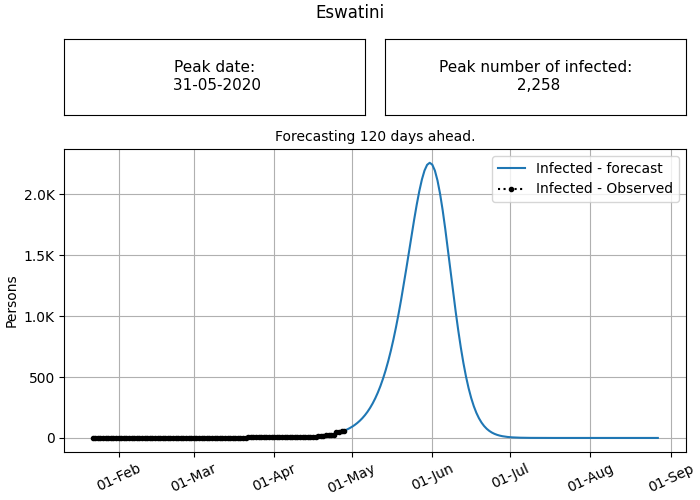 Eswatini
Peak date:
31-05-2020
Peak number of infected:
2,258
Forecasting 120 days ahead.
Infected - forecast
Infected - Observed
Persons
2.0K
1.5K
1.0K
500
0
01-Feb
01-Mar
01-Apr
01-May
01-Jun
01-Jul
01-Aug
01-Sep